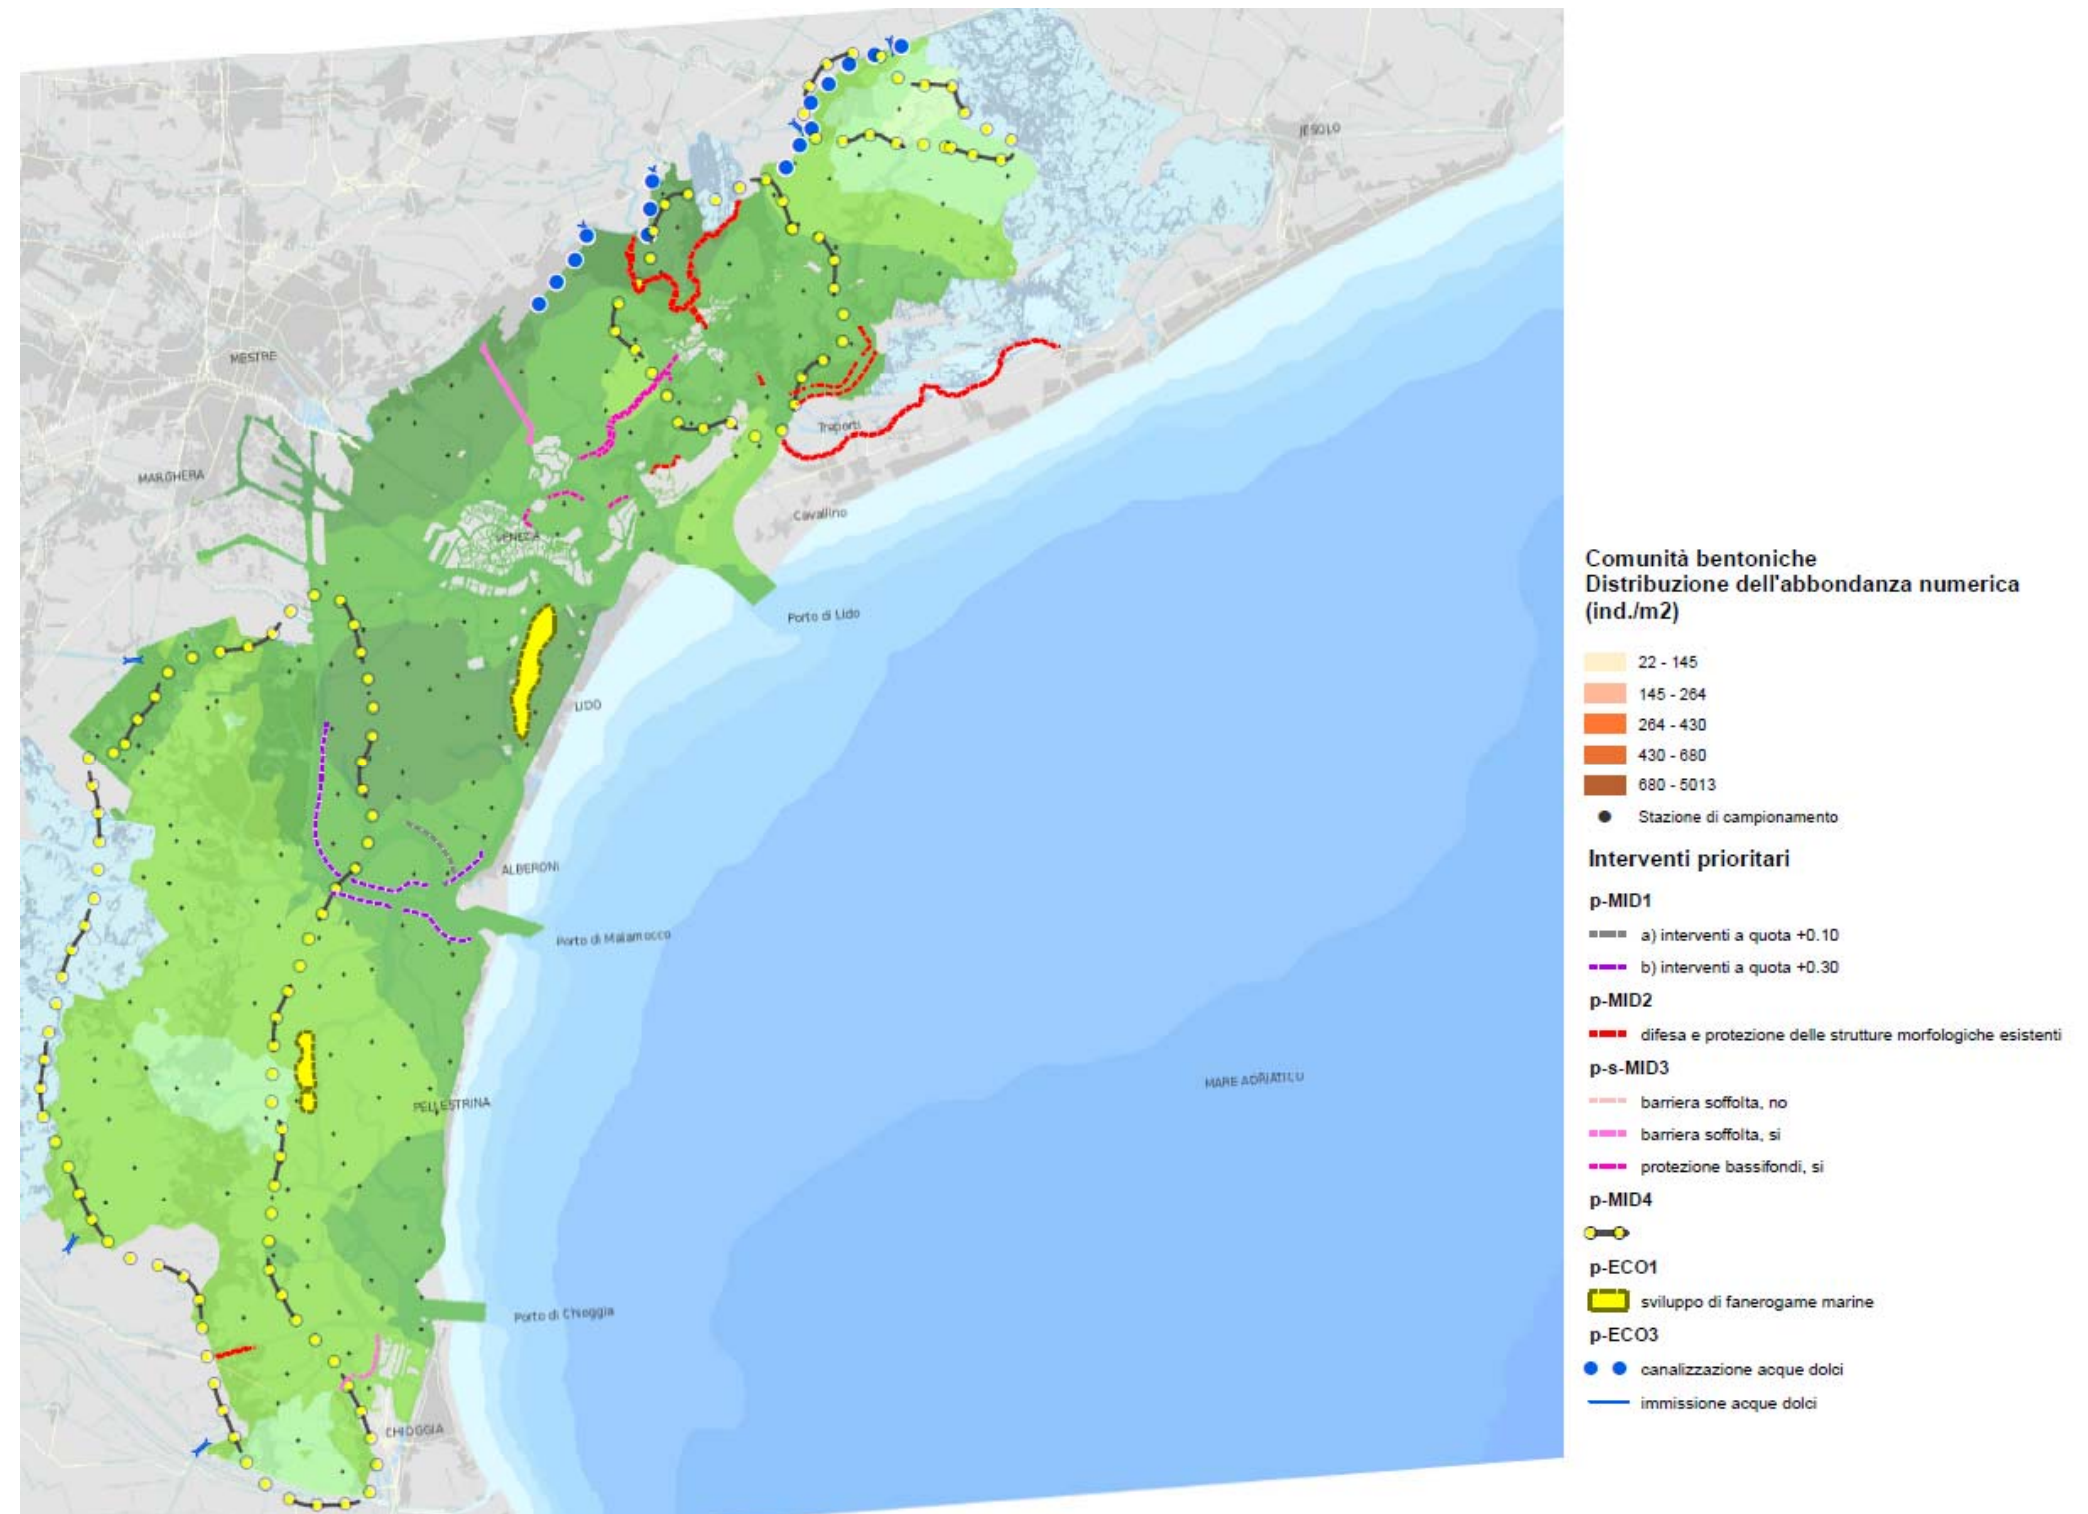 JESOLO
MESTRE
Treporti
MARGHERA
Cavallino
VENEZIA
Porto di Lido
LIDO
ALBERONI
Porto di Malamocco
MARE ADRIATICO
PELLESTRINA
Porto di Chioggia
CHIOGGIA
Comunità bentoniche
Distribuzione dell'abbondanza numerica
(ind./m2)
22 - 145
145 - 264
264 - 430
430 - 680
680 - 5013
Stazione di campionamento
Interventi prioritari
p-MID1
a) interventi a quota +0.10
b) interventi a quota +0.30
p-MID2
difesa e protezione delle strutture morfologiche esistenti
p-s-MID3
barriera soffolta, no
barriera soffolta, si
protezione bassifondi, si
p-MID4
p-ECO1
sviluppo di fanerogame marine
p-ECO3
canalizzazione acque dolci
immissione acque dolci